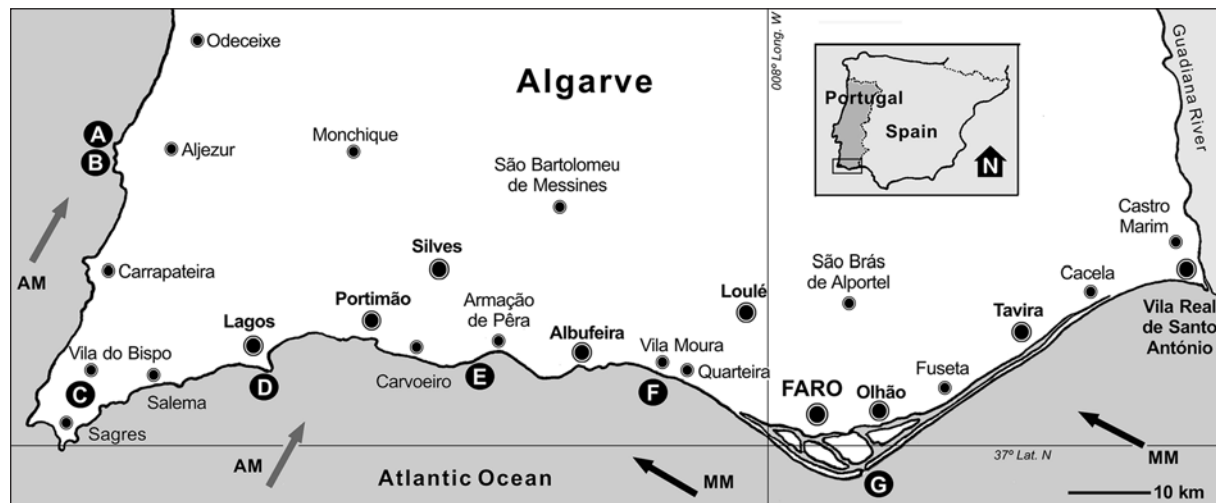 Odeceixe
Algarve
008º Long. W
Guadiana River
Portugal
Spain
N
A
B
Aljezur
Monchique
São Bartolomeu
de Messines
AM
Carrapateira
Silves
Castro
Marim
São Brás
de Alportel
Cacela
Portimão
Armação
de Pêra
Loulé
Lagos
Albufeira
Tavira
Vila Real
de Santo
António
Vila do Bispo
Vila Moura
C
D
Carvoeiro
E
F
Quarteira
Fuseta
Salema
FARO
Olhão
Sagres
AM
37º Lat. N
MM
Atlantic Ocean
MM
G
10 km